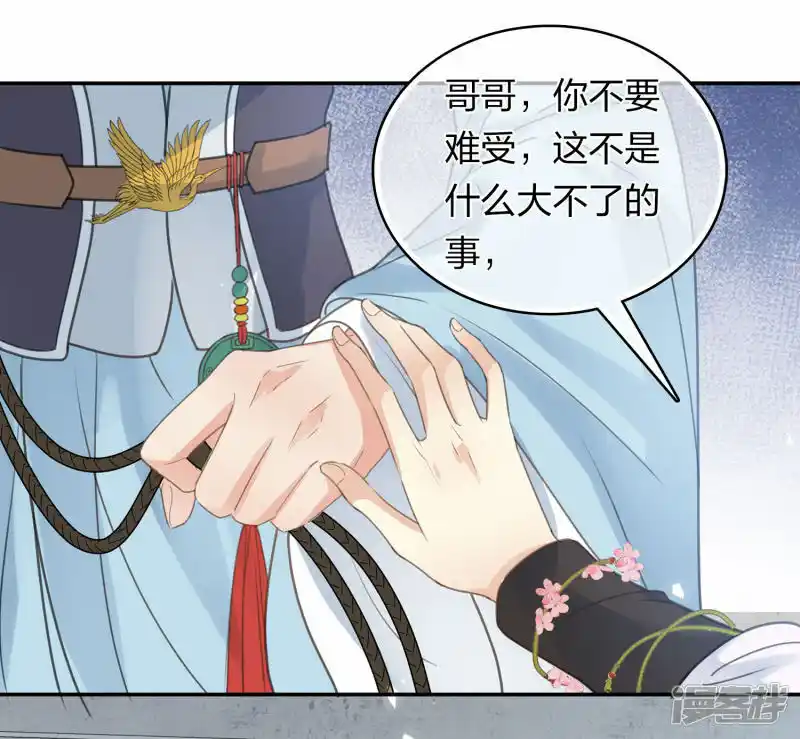 哥哥，你不要
难受，这不是
什么大不了的
事，
漫客栈